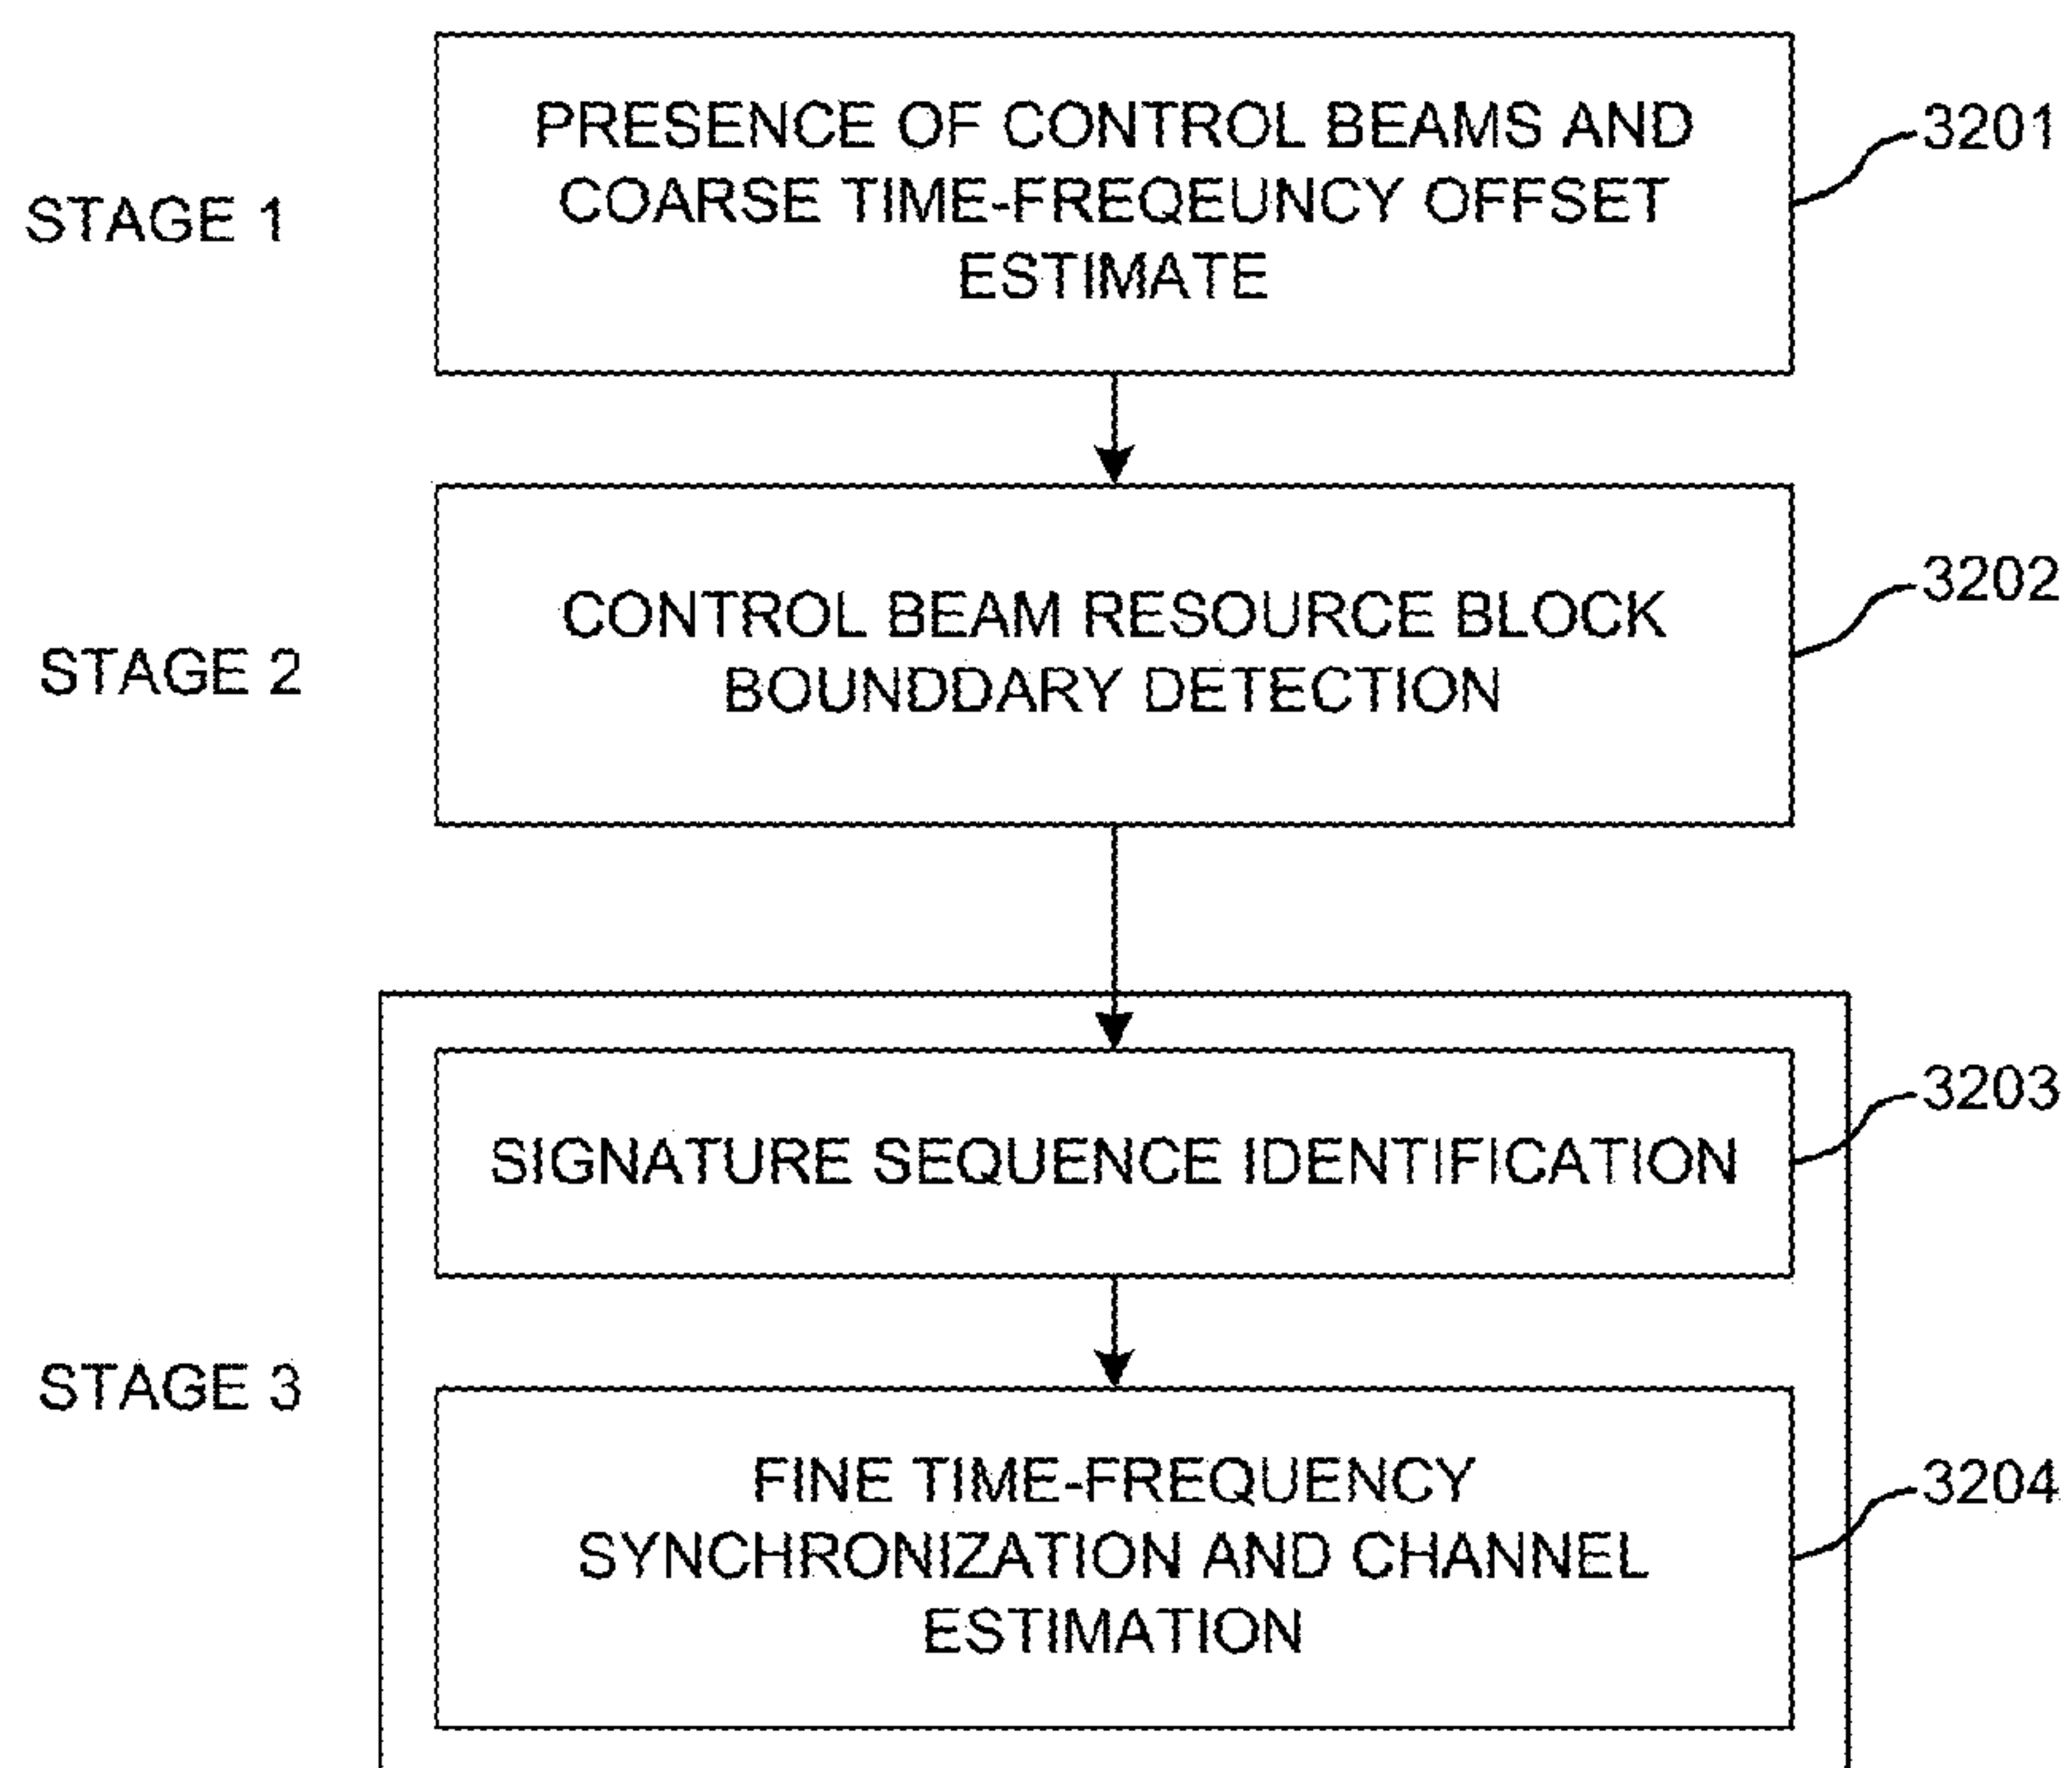 STAGE 1
PRESENCE OF CONTROL BEAMS AND
COARSE TIME-FREQEUNCY OFFSET
ESTIMATE
3201
STAGE 2
CONTROL BEAM RESOURCE BLOCK
BOUNDDARY DETECTION
3202
STAGE 3
SIGNATURE SEQUENCE IDENTIFICATION
3203
FINE TIME-FREQUENCY
SYNCHRONIZATION AND CHANNEL
ESTIMATION
3204